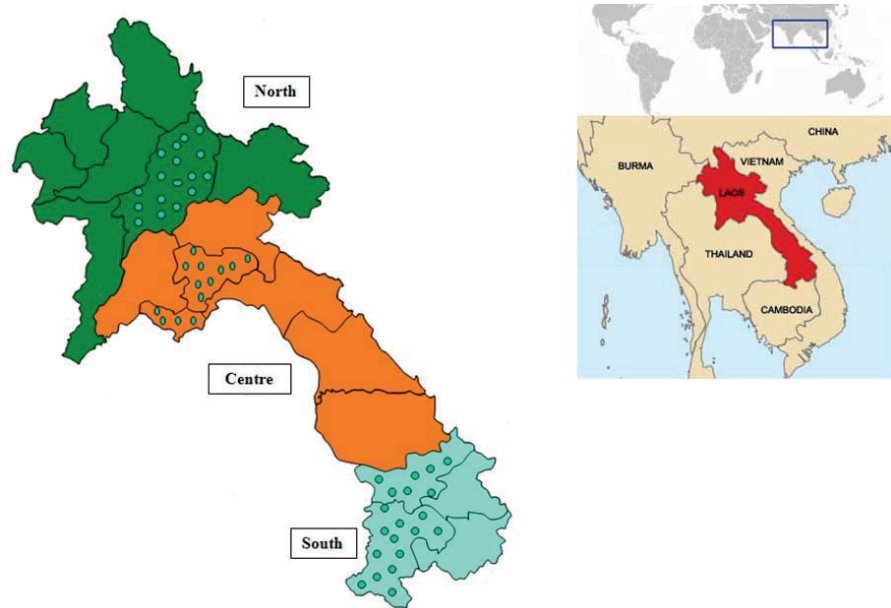 North
Centre
South
CHINA
BURMA
VIETNAM
LAOS
THAILAND
CAMBODIA